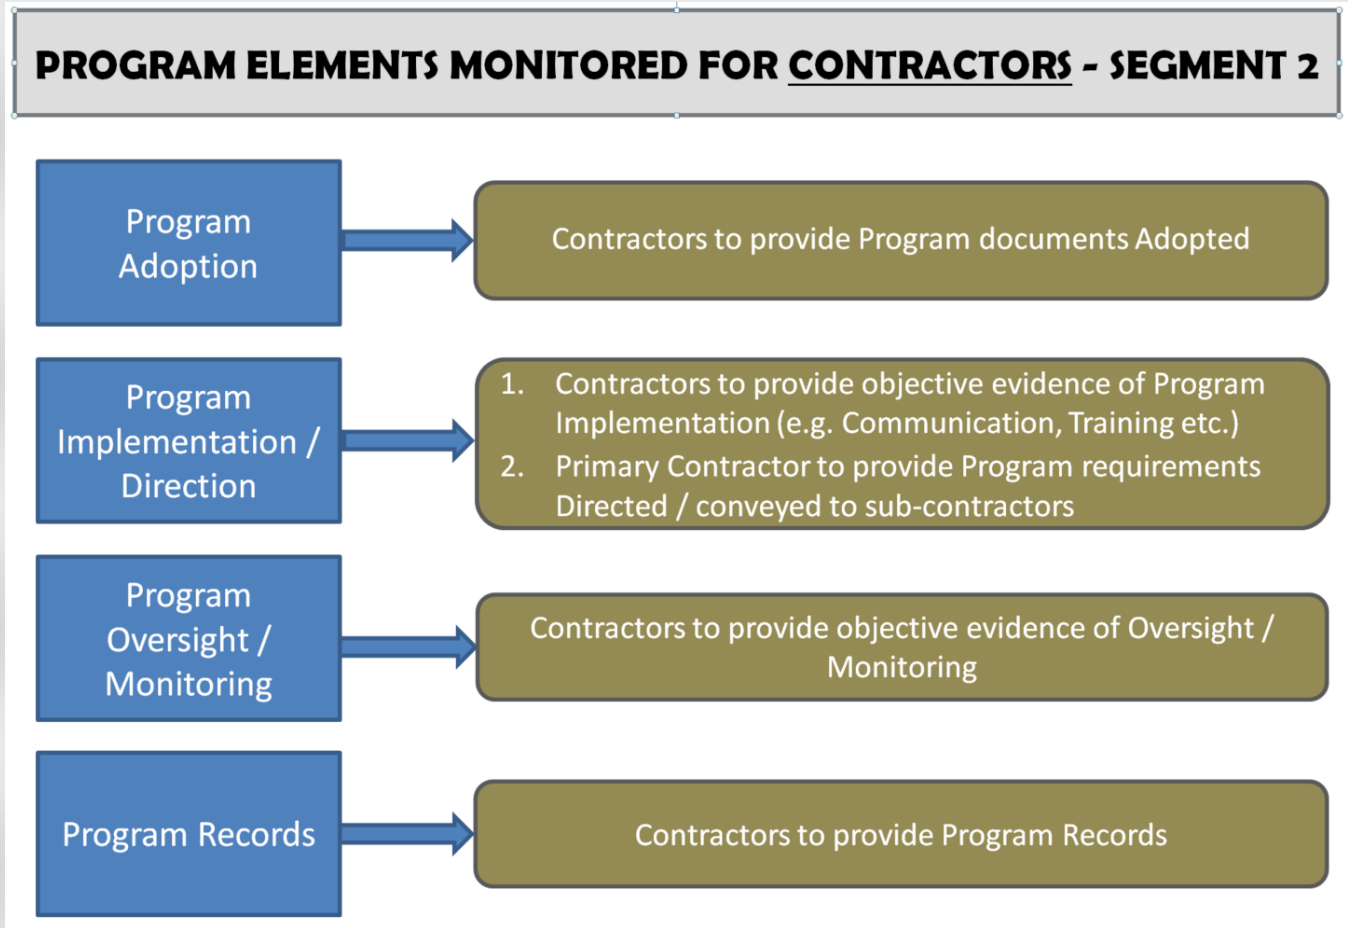 PROGRAM ELEMENTS MONITORED FOR CONTRACTORS - SEGMENT 2
Program
Adoption
Contractors to provide Program documents Adopted
Program
Implementation /
Direction
1. Contractors to provide objective evidence of Program
Implementation (e.g. Communication, Training etc.)
2. Primary Contractor to provide Program requirements
Directed / conveyed to sub-contractors
Program
Oversight /
Monitoring
Contractors to provide objective evidence of Oversight /
Monitoring
Program Records
Contractors to provide Program Records